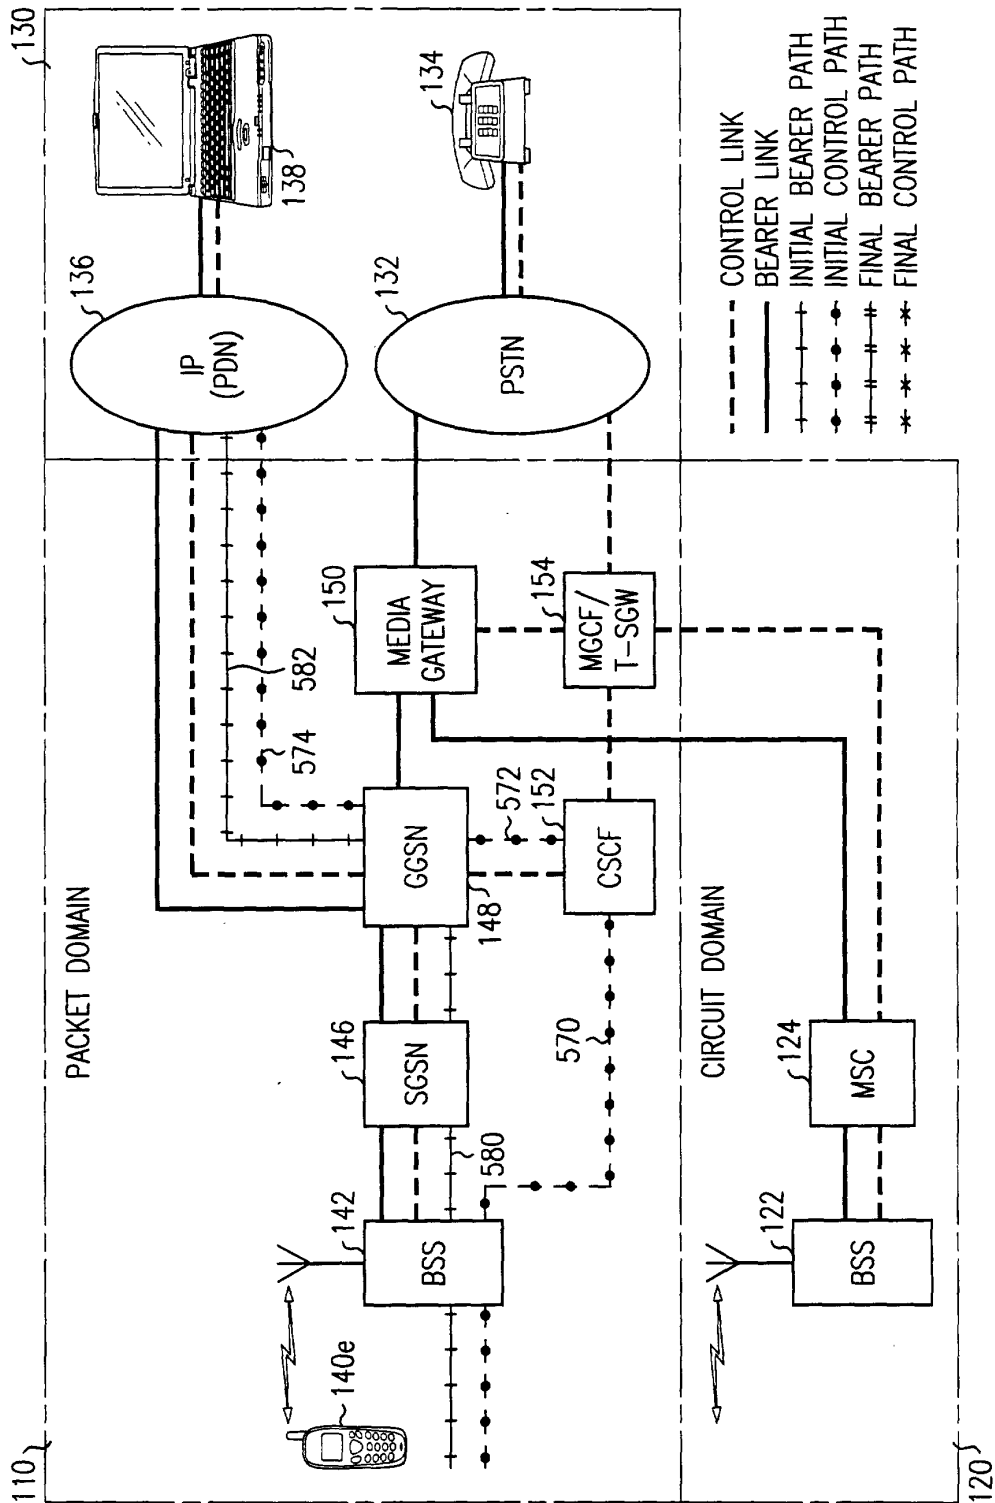 130
138
134
136
IP
(PDN)
132
PSTN
CONTROL LINK
BEARER LINK
INITIAL BEARER PATH
INITIAL CONTROL PATH
FINAL BEARER PATH
FINAL CONTROL PATH
PACKET DOMAIN
582
574
150
MEDIA
GATEWAY
154
MGCF/
T-SGW
GGSN
148
572
152
CSCF
146
SGSN
570
580
142
BSS
140e
110
CIRCUIT DOMAIN
124
MSC
122
BSS
120